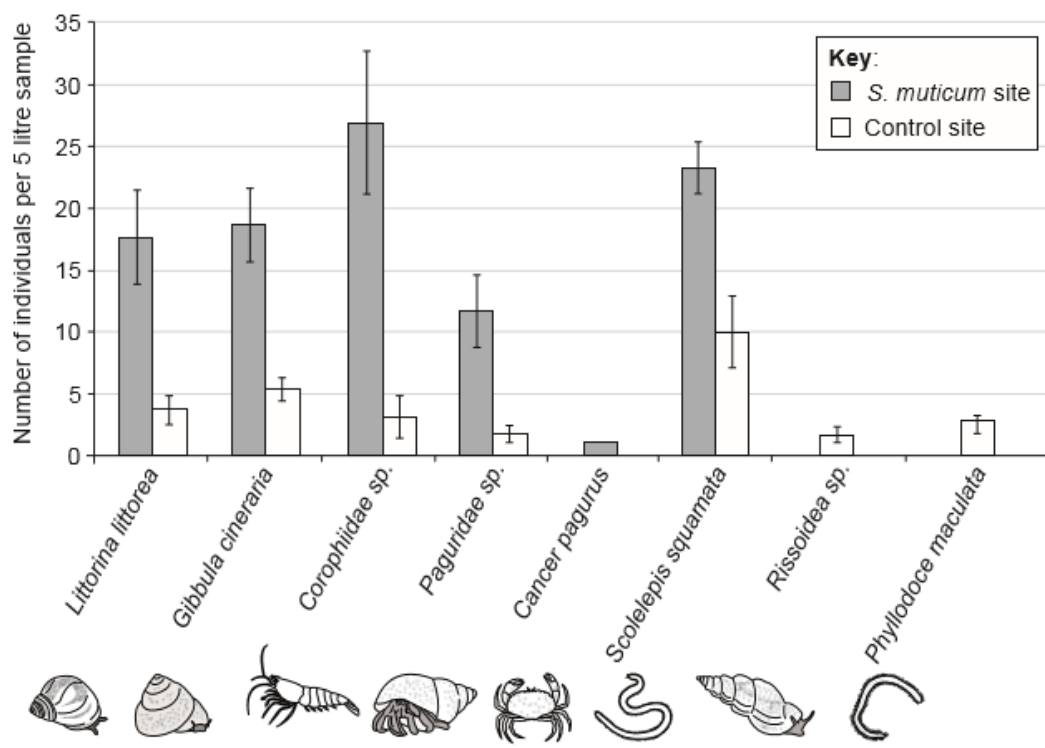 Number of individuals per 5 litre sample
35
30
25
20
15
10
5
0
Key:
S. muticum site
Control site
Littorina littorea
Gibbula cineraria
Corophiidae sp.
Paguridae sp.
Cancer pagurus
Scolelepis squamata
Rissoidea sp.
Phyllodoce maculata